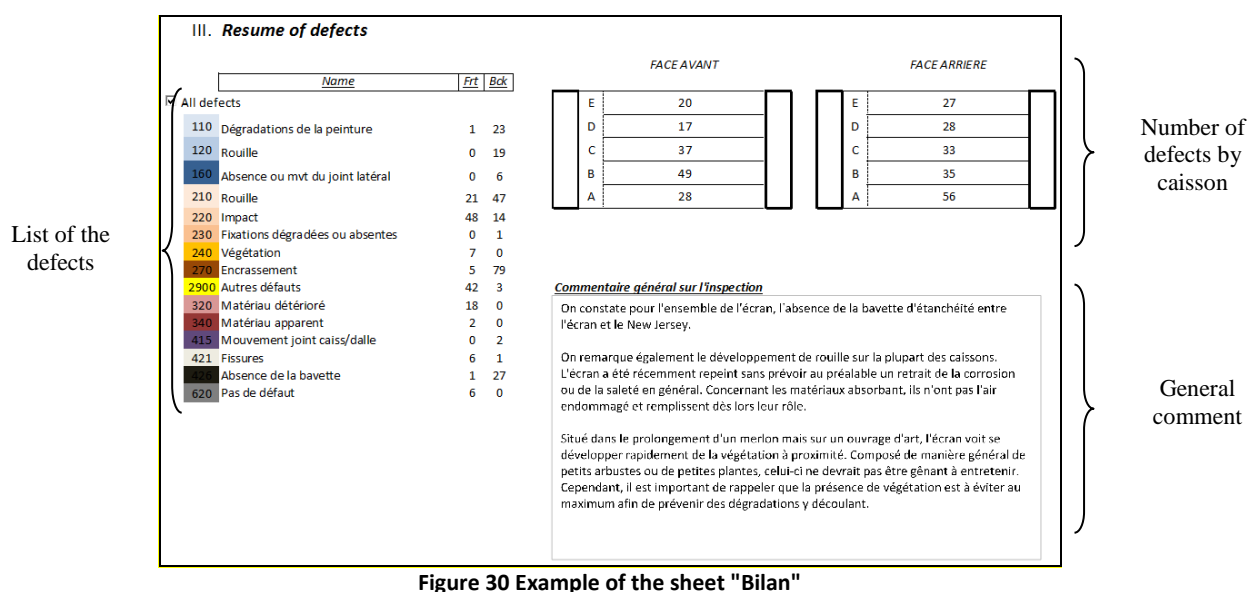 III. Resume of defects
Name Frt Bck
All defects
110 Dégradations de la peinture 1 23
120 Rouille 0 19
160 Absence ou mvt du joint latéral 0 6
210 Rouille 21 47
220 Impact 48 14
230 Fixations dégradées ou absentes 0 1
240 Végétation 7 0
270 Encrassement 5 79
2900 Autres défauts 42 3
320 Matériau détérioré 18 0
340 Matériau apparent 2 0
415 Mouvement joint caiss/dalle 0 2
421 Fissures 6 1
426 Absence de la bavette 1 27
620 Pas de défaut 6 0
List of the
defects
FACE AVANT
E 20
D 17
C 37
B 49
A 28
FACE ARRIERE
E 27
D 28
C 33
B 35
A 56
Number of
defects by
caisson
Commentaire général sur l'inspection
On constate pour l'ensemble de l'écran, l'absence de la bavette d'étanchéité entre
l'écran et le New Jersey.
On remarque également le développement de rouille sur la plupart des caissons.
L'écran a été récemment repeint sans prévoir au préalable un retrait de la corrosion
ou de la saleté en général. Concernant les matériaux absorbant, ils n'ont pas l'air
endommagé et remplissent dès lors leur rôle.
Situé dans le prolongement d'un merlon mais sur un ouvrage d'art, l'écran voit se
développer rapidement de la végétation à proximité. Composé de manière général de
petits arbustes ou de petites plantes, celui-ci ne devrait pas être gênant à entretenir.
Cependant, il est important de rappeler que la présence de végétation est à éviter au
maximum afin de prévenir des dégradations y découlant.
General
comment
Figure 30 Example of the sheet "Bilan"